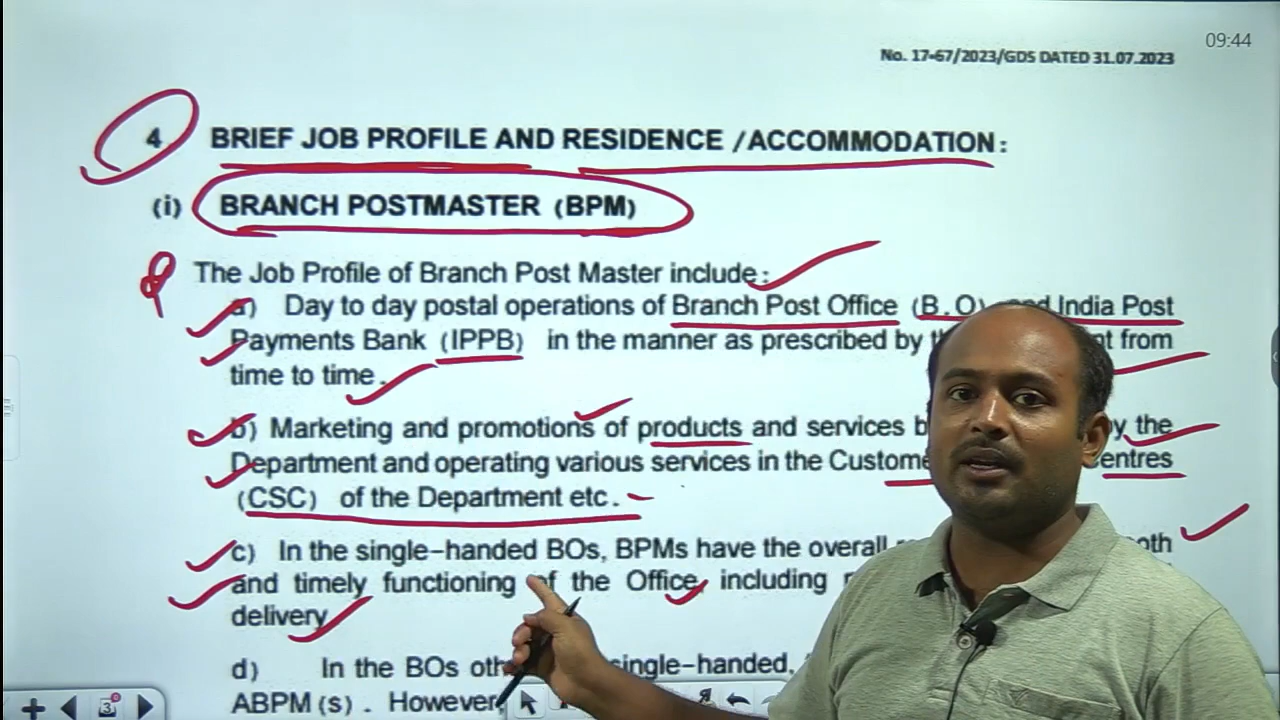 09:44
No. 17-67/2023/GDS DATED 31.07.2023
4 BRIEF JOB PROFILE AND RESIDENCE /ACCOMMODATION:
(i) BRANCH POSTMASTER (BPM)
The Job Profile of Branch Post Master include:
a) Day to day postal operations of Branch Post Office (B.O) and India Post
Payments Bank (IPPB) in the manner as prescribed by from
time to time.
b) Marketing and promotions of products and services by the
Department and operating various services in the Centres
(CSC) of the Department etc.
c) In the single-handed BOs, BPMs have the overall
and timely functioning of the Office, including
delivery
d) In the BOs single-handed,
ABPM(s). However,
3